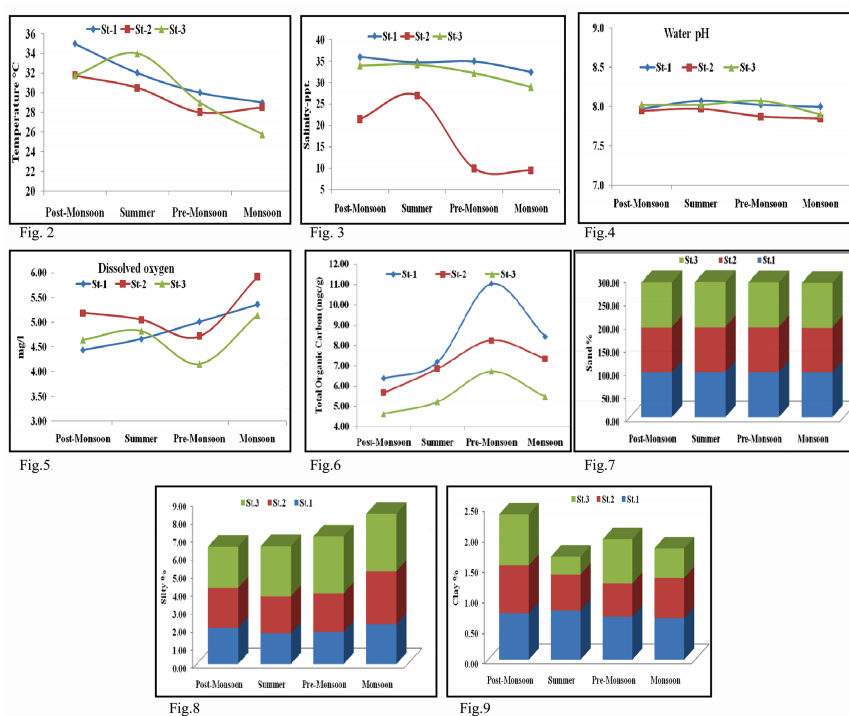 St-1 St-2 St-3
Temperature °C
36
34
32
30
28
26
24
22
20
Post-Monsoon Summer Pre-Monsoon Monsoon
Fig. 2
St-1 St-2 St-3
Salinity-ppt.
40
35
30
25
20
15
10
5
Post-Monsoon Summer Pre-Monsoon Monsoon
Fig. 3
Water pH
St-1 St-2 St-3
9.0
8.5
8.0
7.5
7.0
Post-Monsoon Summer Pre-Monsoon Monsoon
Fig.4
Dissolved oxygen
St-1 St-2 St-3
mg/l
6.00
5.50
5.00
4.50
4.00
3.50
3.00
Post-Monsoon Summer Pre-Monsoon Monsoon
Fig.5
St-1 St-2 St-3
Total Organic Carbon (mgc/g)
12.00
11.00
10.00
9.00
8.00
7.00
6.00
5.00
4.00
Post-Monsoon Summer Pre-Monsoon Monsoon
Fig.6
St.3 St.2 St.1
Sand %
300.00
250.00
200.00
150.00
100.00
50.00
0.00
Post-Monsoon Summer Pre-Monsoon Monsoon
Fig.7
St.3 St.2 St.1
Slity %
9.00
8.00
7.00
6.00
5.00
4.00
3.00
2.00
1.00
0.00
Post-Monsoon Summer Pre-Monsoon Monsoon
Fig.8
St.3 St.2 St.1
Clay %
2.50
2.00
1.50
1.00
0.50
0.00
Post-Monsoon Summer Pre-Monsoon Monsoon
Fig.9